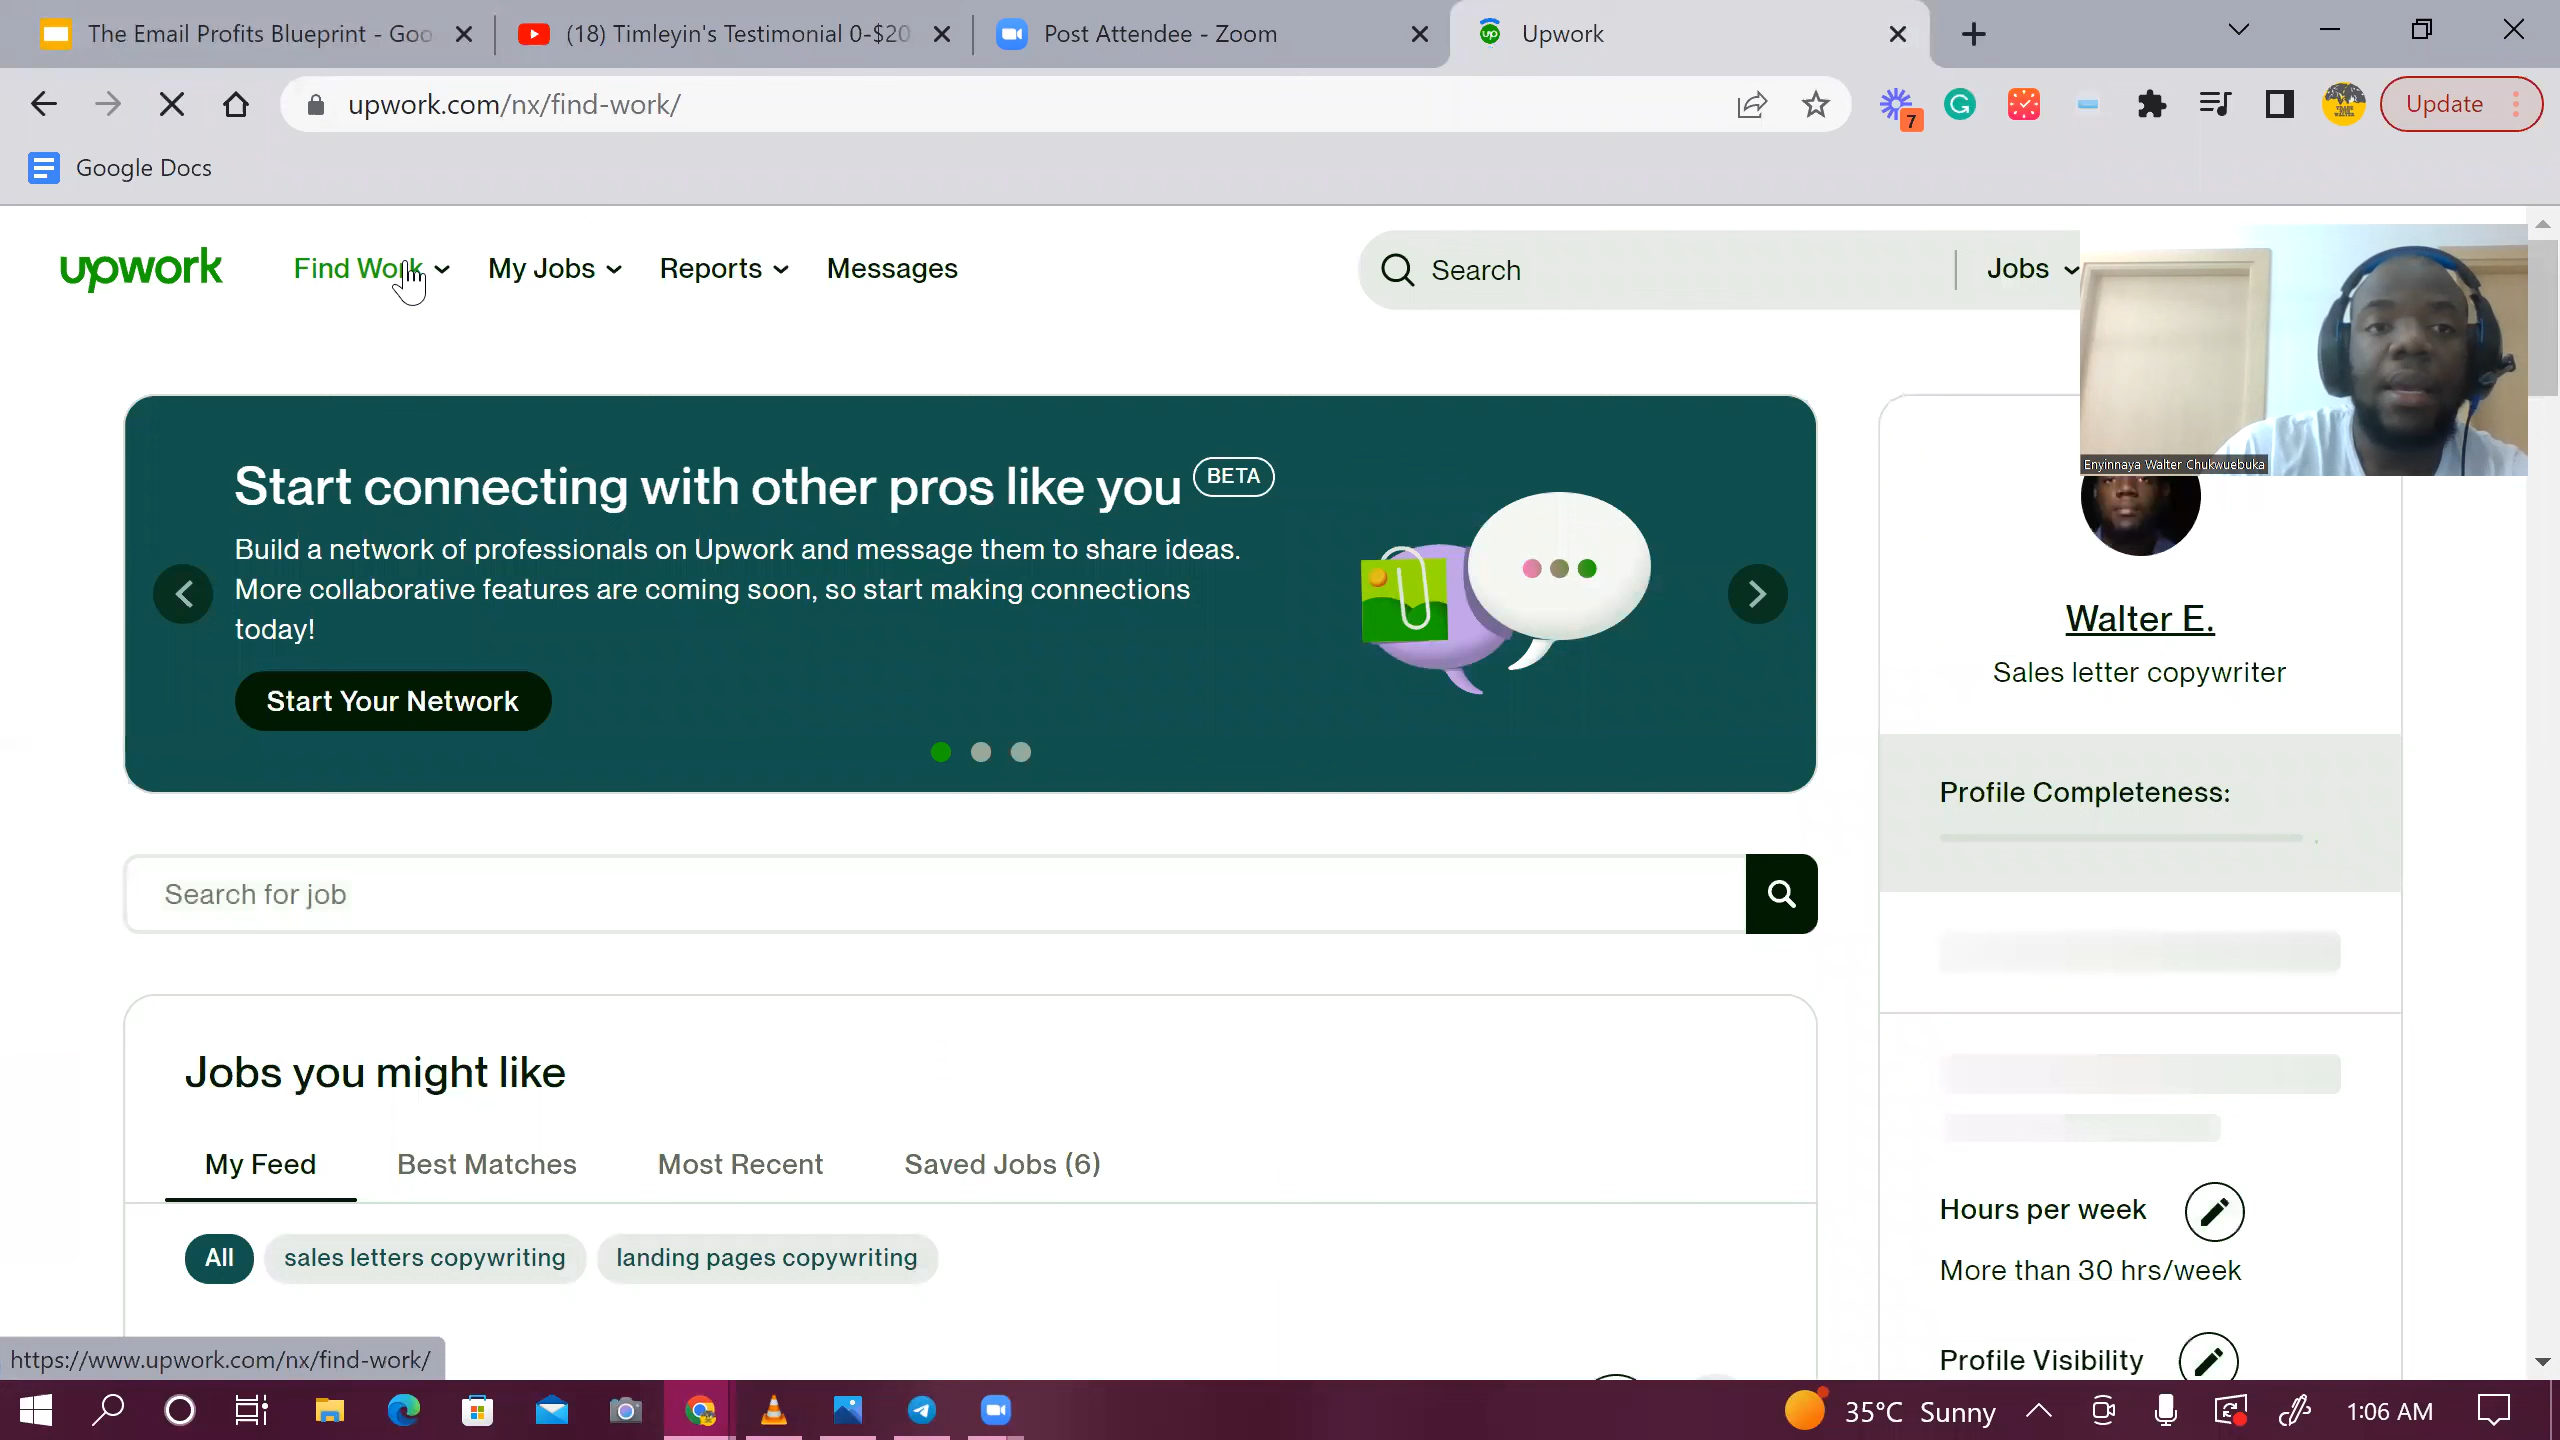 The Email Profits Blueprint - Goo
(18) Timleyin's Testimonial 0-$20
Post Attendee - Zoom
Upwork
upwork.com/nx/find-work/
7
Update
Google Docs
upwork
Find Work
My Jobs
Reports
Messages
Search
Jobs
Enyinnaya Walter Chukwuebuka
Start connecting with other pros like you BETA
Build a network of professionals on Upwork and message them to share ideas.
More collaborative features are coming soon, so start making connections
today!
Start Your Network
Walter E.
Sales letter copywriter
Profile Completeness:
Search for job
Jobs you might like
My Feed
Best Matches
Most Recent
Saved Jobs (6)
All
sales letters copywriting
landing pages copywriting
Hours per week
More than 30 hrs/week
Profile Visibility
https://www.upwork.com/nx/find-work/
35°C Sunny
1:06 AM